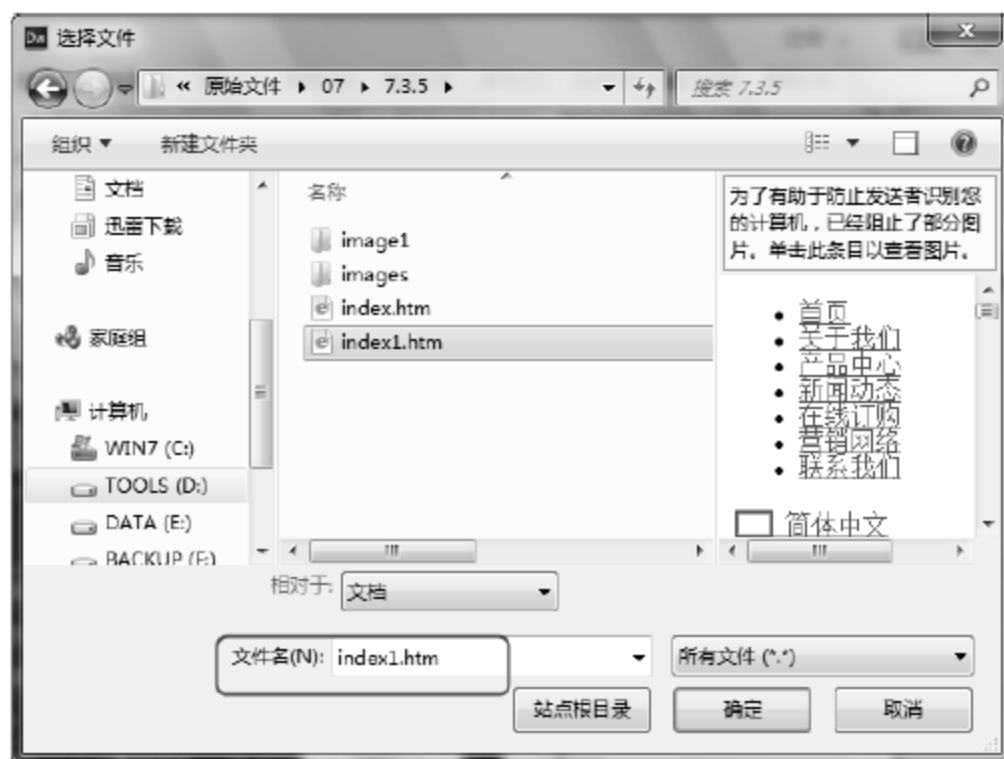 Dw 选择文件
« 原始文件 ▸ 07 ▸ 7.3.5 ▸
搜索 7.3.5
组织 ▼ 新建文件夹
文档
迅雷下载
音乐
家庭组
计算机
WIN7 (C:)
TOOLS (D:)
DATA (E:)
BACKUP (F:)
名称
image1
images
index.htm
index1.htm
为了有助于防止发送者识别您
的计算机，已经阻止了部分图
片。单击此条目以查看图片。
• 首页
• 关于我们
• 产品中心
• 新闻动态
• 在线订购
• 营销网络
• 联系我们
简体中文
相对于: 文档
文件名(N): index1.htm
所有文件 (*.*)
站点根目录 确定 取消